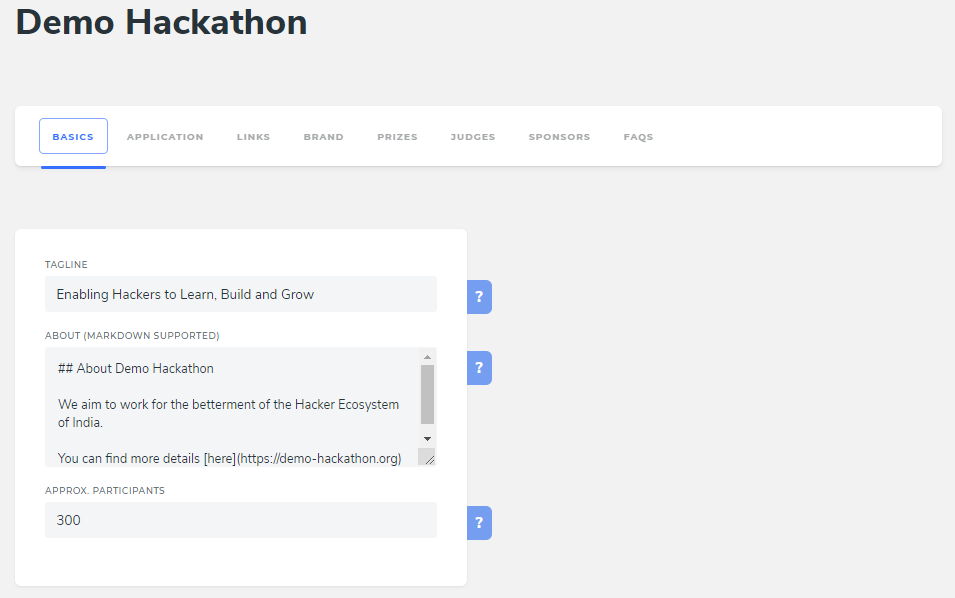 Demo Hackathon
BASICS APPLICATION LINKS BRAND PRIZES JUDGES SPONSORS FAQS
TAGLINE
Enabling Hackers to Learn, Build and Grow
?
ABOUT (MARKDOWN SUPPORTED)
## About Demo Hackathon
?
We aim to work for the betterment of the Hacker Ecosystem
of India.
You can find more details [here](https://demo-hackathon.org)
APPROX. PARTICIPANTS
300
?